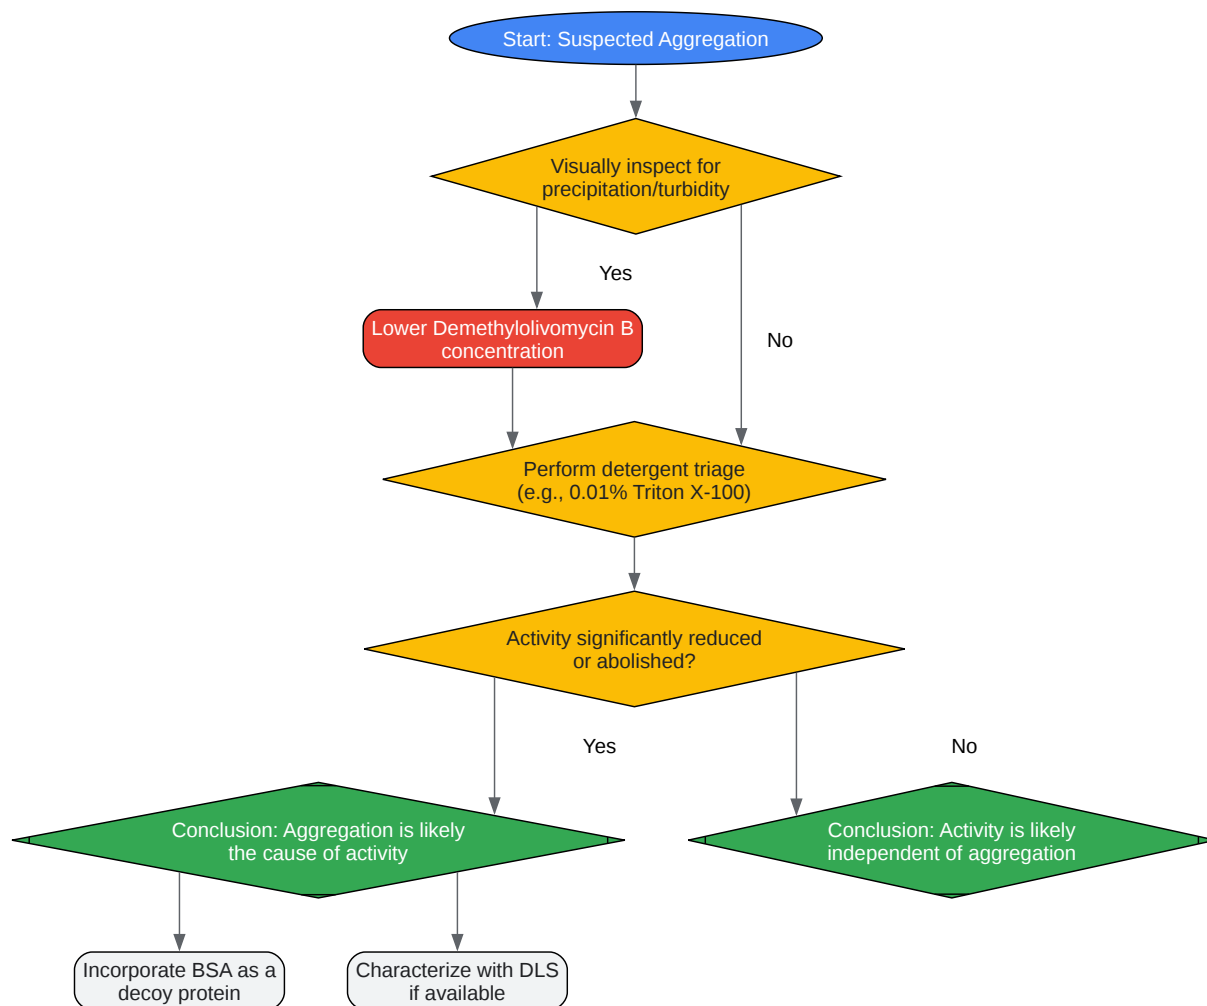 Start: Suspected Aggregation
Visually inspect for
precipitation/turbidity
Yes
Lower Demethylolivomycin B
concentration
No
Perform detergent triage
(e.g., 0.01% Triton X-100)
Activity significantly reduced
or abolished?
Yes
No
Conclusion: Aggregation is likely
the cause of activity
Conclusion: Activity is likely
independent of aggregation
Incorporate BSA as a
decoy protein
Characterize with DLS
if available